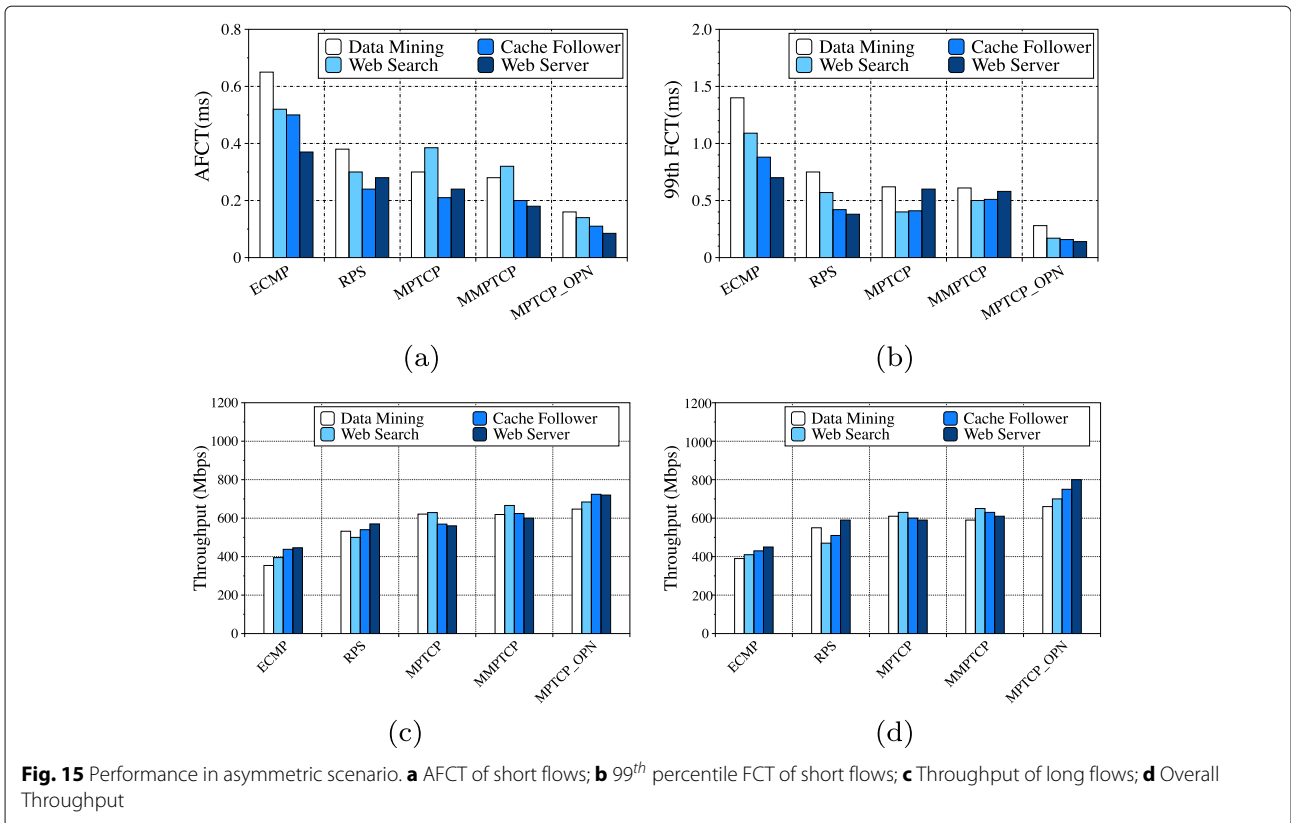 0.8
0.6
0.4
0.2
0
AFCT(ms)
Data Mining
Web Search
Cache Follower
Web Server
ECMP
RPS
MPTCP
MMPTCP
MPTCP_OPN
(a)
2.0
1.5
1.0
0.5
0
99th FCT(ms)
Data Mining
Web Search
Cache Follower
Web Server
ECMP
RPS
MPTCP
MMPTCP
MPTCP_OPN
(b)
1200
1000
800
600
400
200
0
Throughput (Mbps)
Data Mining
Web Search
Cache Follower
Web Server
ECMP
RPS
MPTCP
MMPTCP
MPTCP_OPN
(c)
1200
1000
800
600
400
200
0
Throughput (Mbps)
Data Mining
Web Search
Cache Follower
Web Server
ECMP
RPS
MPTCP
MMPTCP
MPTCP_OPN
(d)
Fig. 15 Performance in asymmetric scenario. a AFCT of short flows; b 99th percentile FCT of short flows; c Throughput of long flows; d Overall
Throughput